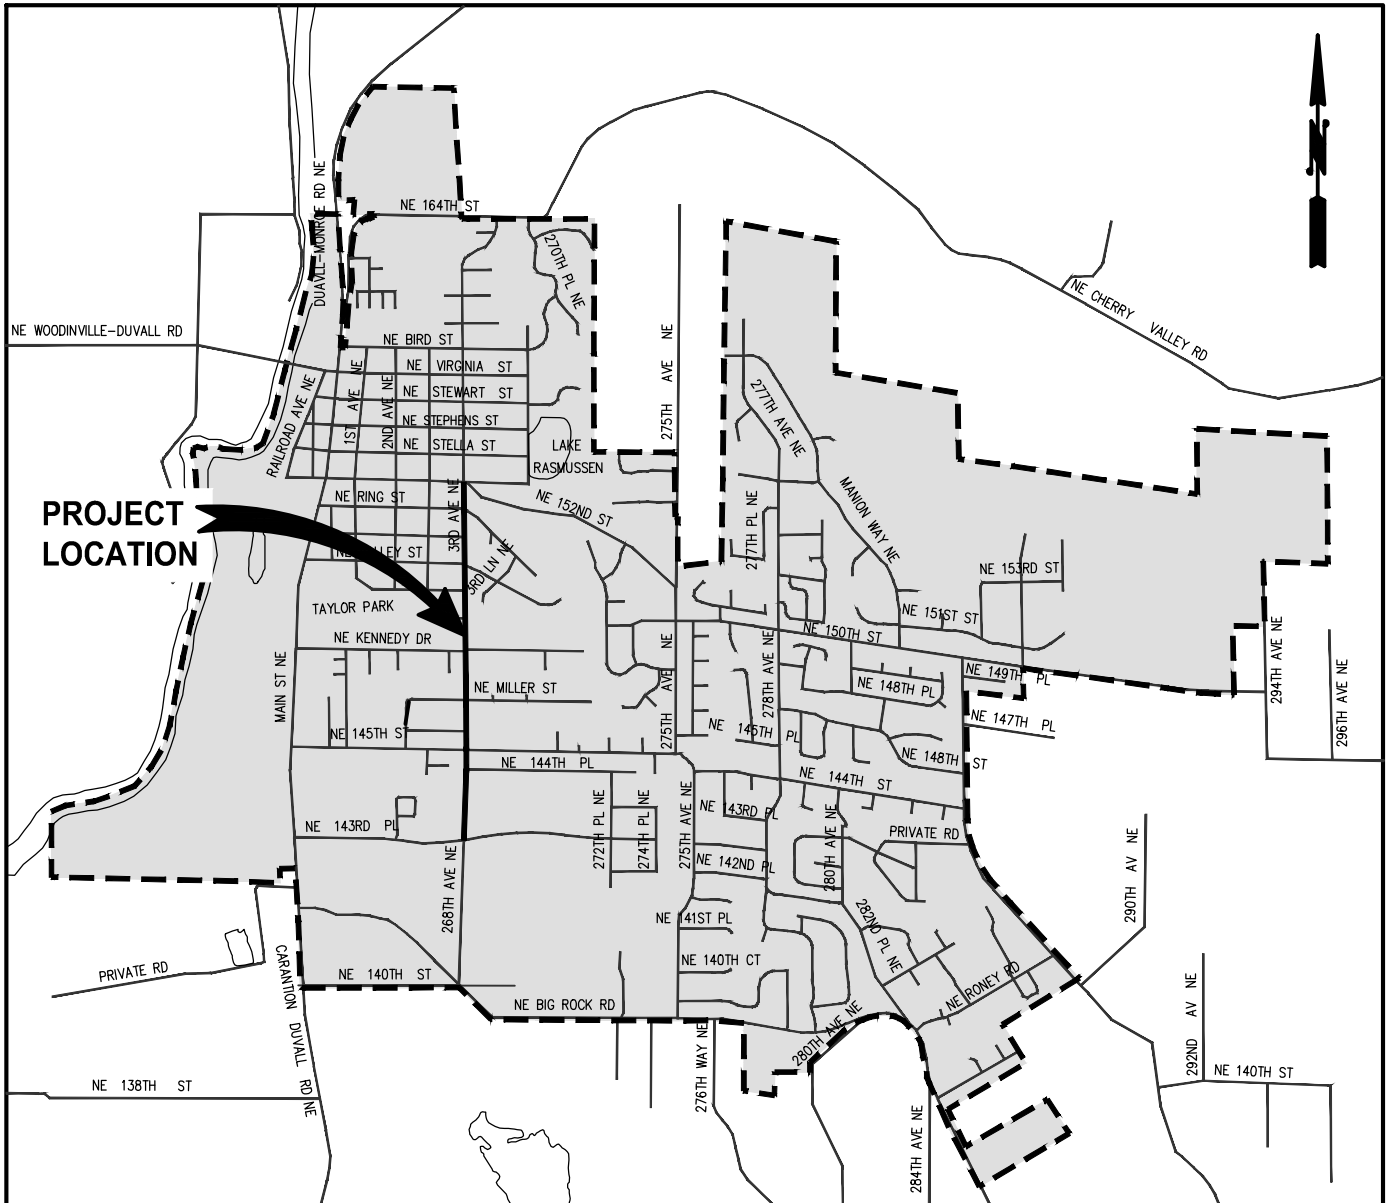 N
NE 164TH ST
DUAVLL-MONROE RD NE
270TH PL NE
NE CHERRY VALLEY RD
NE WOODINVILLE-DUVALL RD
NE BIRD ST
NE VIRGINIA ST
NE STEWART ST
NE STEPHENS ST
NE STELLA ST
RAILROAD AVE NE
1ST AVE NE
2ND AVE NE
275TH AVE NE
277TH AVE NE
LAKE
RASMUSSEN
MANION WAY NE
PROJECT
LOCATION
NE RING ST
3RD AVE NE
NE 152ND ST
277TH PL NE
3RD LN NE
NE 153RD ST
TAYLOR PARK
NE 151ST ST
NE 150TH ST
NE KENNEDY DR
MAIN ST NE
NE MILLER ST
275TH AVE NE
278TH AVE NE
NE 149TH PL
NE 148TH PL
NE 147TH PL
294TH AVE NE
296TH AVE NE
NE 145TH ST
NE 145TH PL
NE 148TH ST
NE 144TH PL
NE 144TH ST
272TH PL NE
274TH PL NE
275TH AVE NE
NE 143RD PL
NE 143RD PL
280TH AVE NE
PRIVATE RD
NE 142ND PL
268TH AVE NE
290TH AV NE
NE 141ST PL
282ND PL NE
NE 140TH CT
PRIVATE RD
CARANTION DUVALL RD NE
NE 140TH ST
NE RONEY RD
NE BIG ROCK RD
280TH AVE NE
276TH WAY NE
292ND AV NE
NE 140TH ST
NE 138TH ST
284TH AVE NE